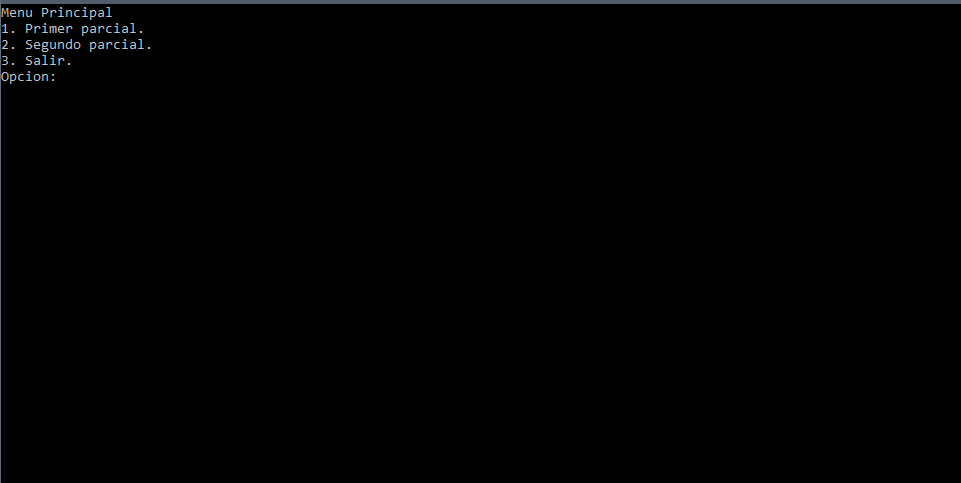 Menu Principal
1. Primer parcial.
2. Segundo parcial.
3. Salir.
Opcion: